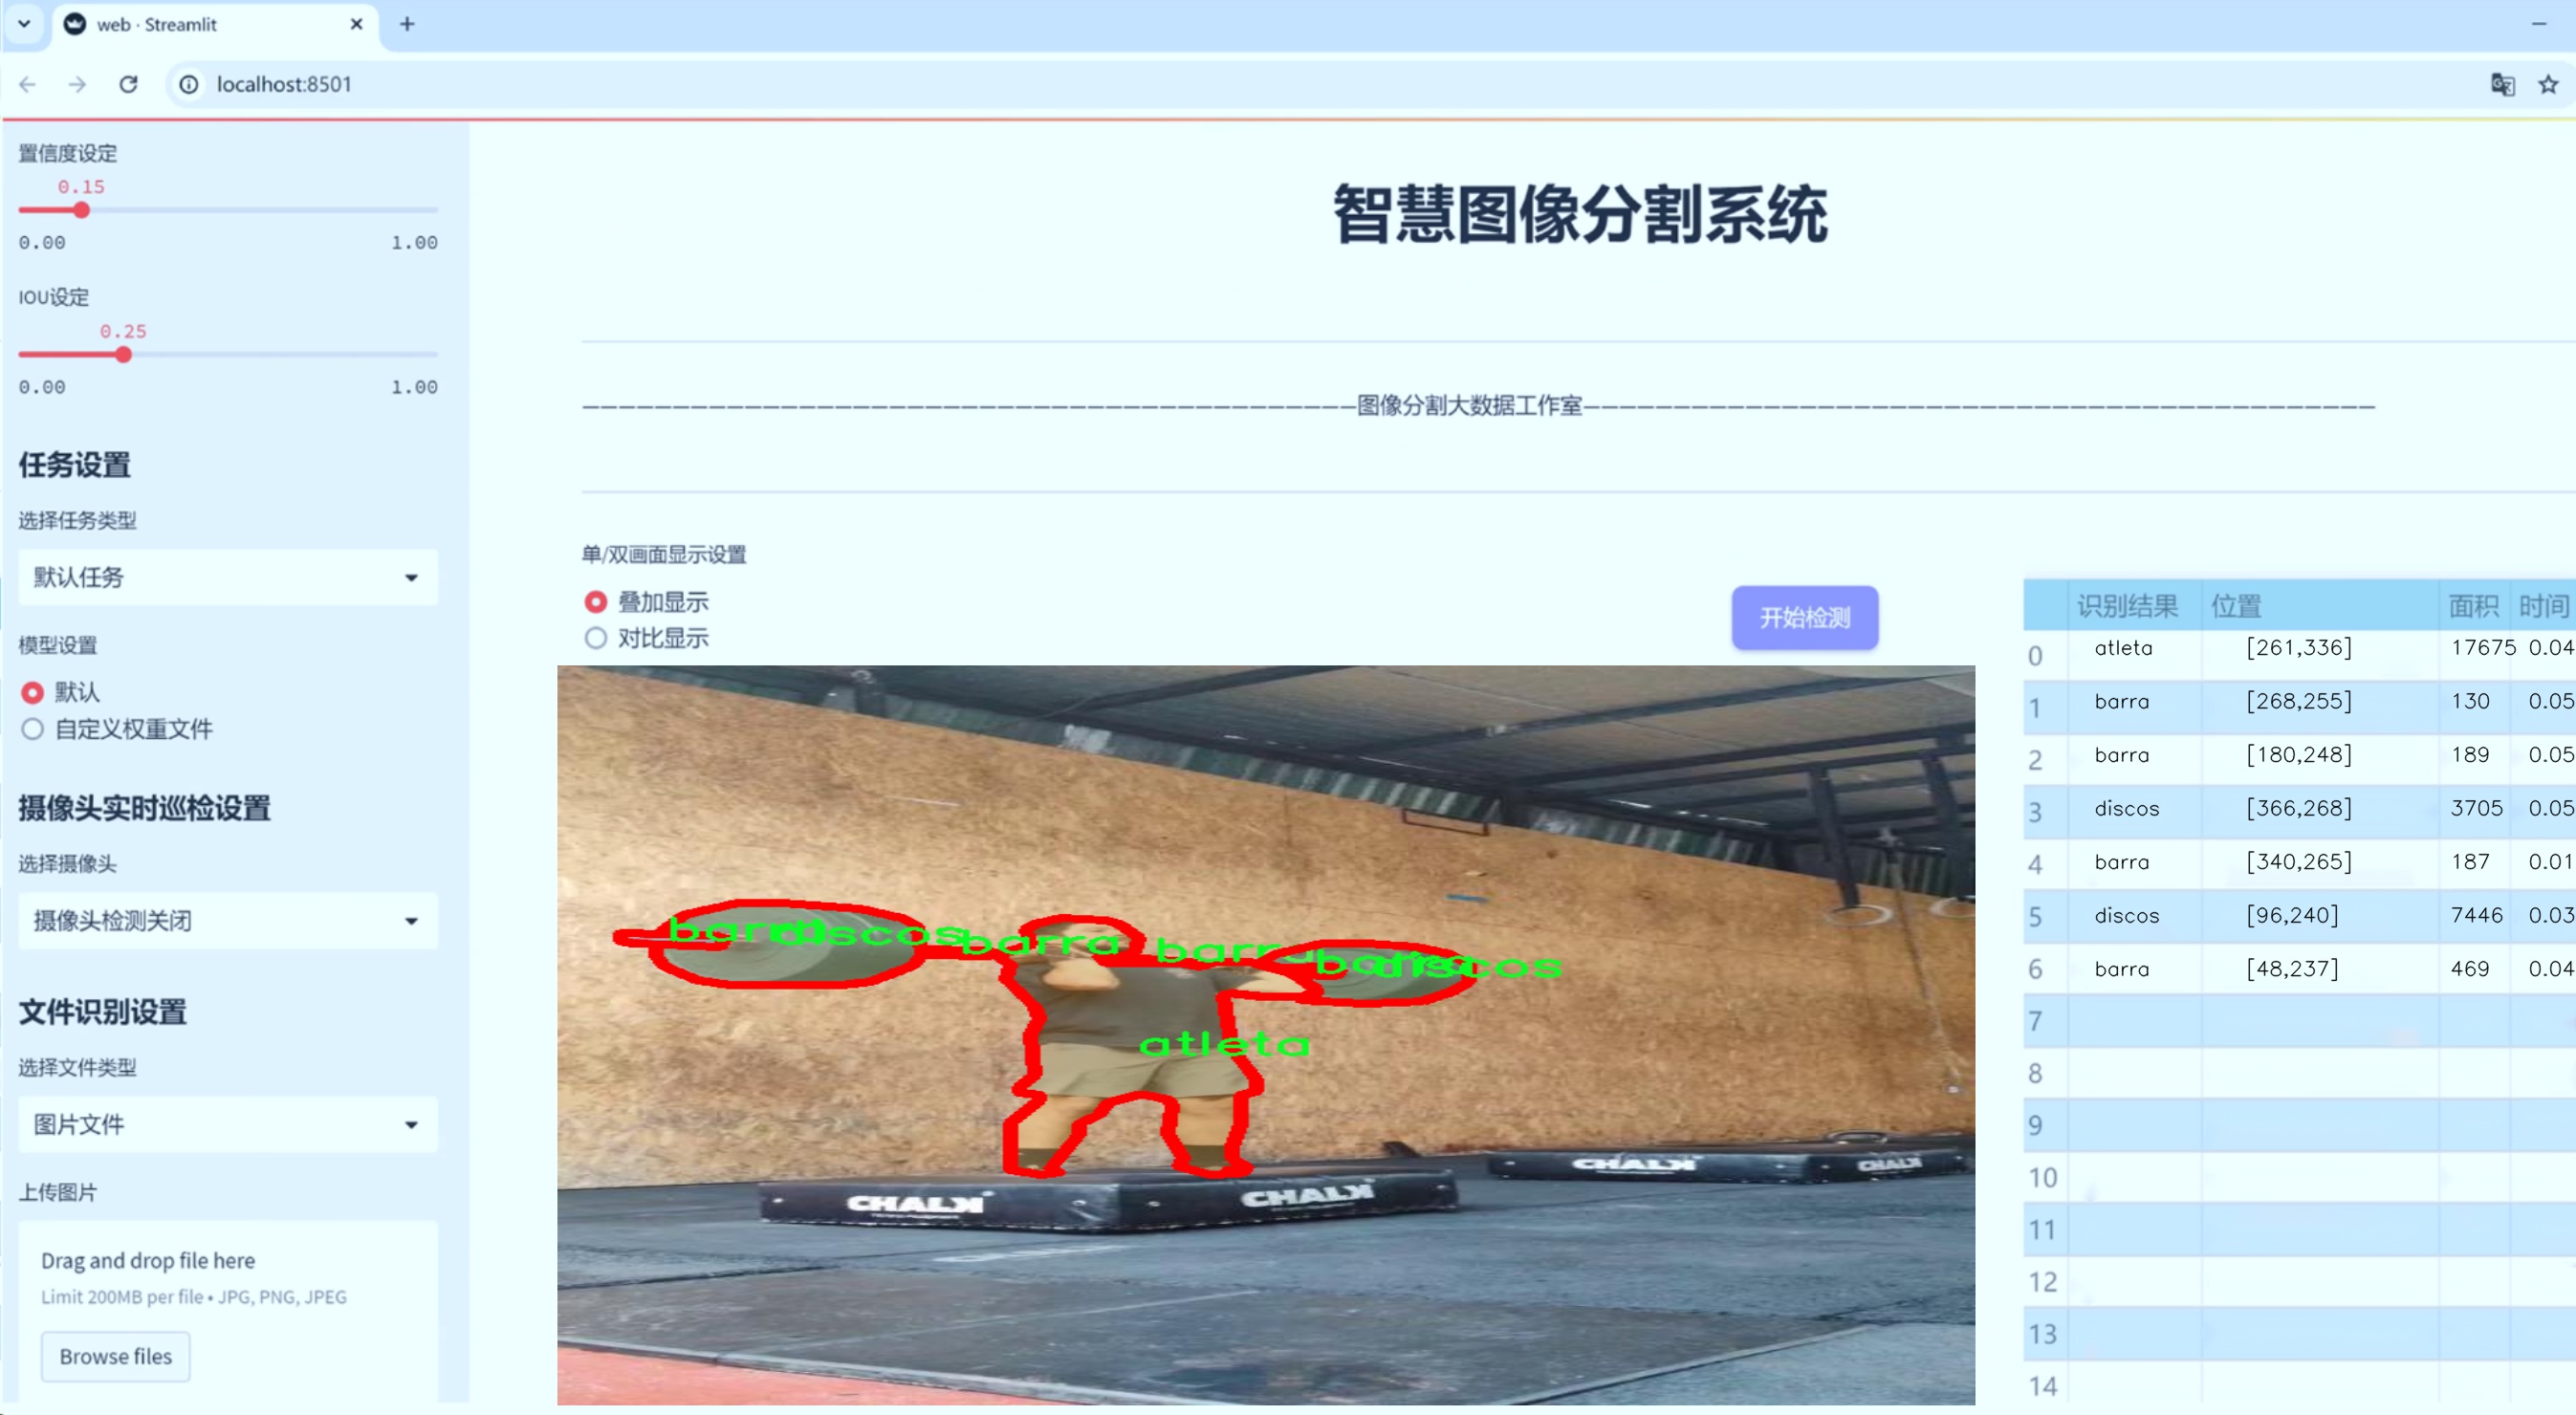 web · Streamlit
localhost:8501
置信度设定
0.15
0.00 1.00
IOU设定
0.25
0.00 1.00
任务设置
选择任务类型
默认任务
模型设置
默认
自定义权重文件
摄像头实时巡检设置
选择摄像头
摄像头检测关闭
文件识别设置
选择文件类型
图片文件
上传图片
Drag and drop file here
Limit 200MB per file • JPG, PNG, JPEG
Browse files
智慧图像分割系统
图像分割大数据工作室
单/双画面显示设置
叠加显示
对比显示
开始检测
barra discos barra barra barra discos
atleta
CHALK CHALK CHALK CHALK
识别结果 位置 面积 时间
0 atleta [261,336] 17675 0.04
1 barra [268,255] 130 0.05
2 barra [180,248] 189 0.05
3 discos [366,268] 3705 0.05
4 barra [340,265] 187 0.01
5 discos [96,240] 7446 0.03
6 barra [48,237] 469 0.04
7
8
9
10
11
12
13
14